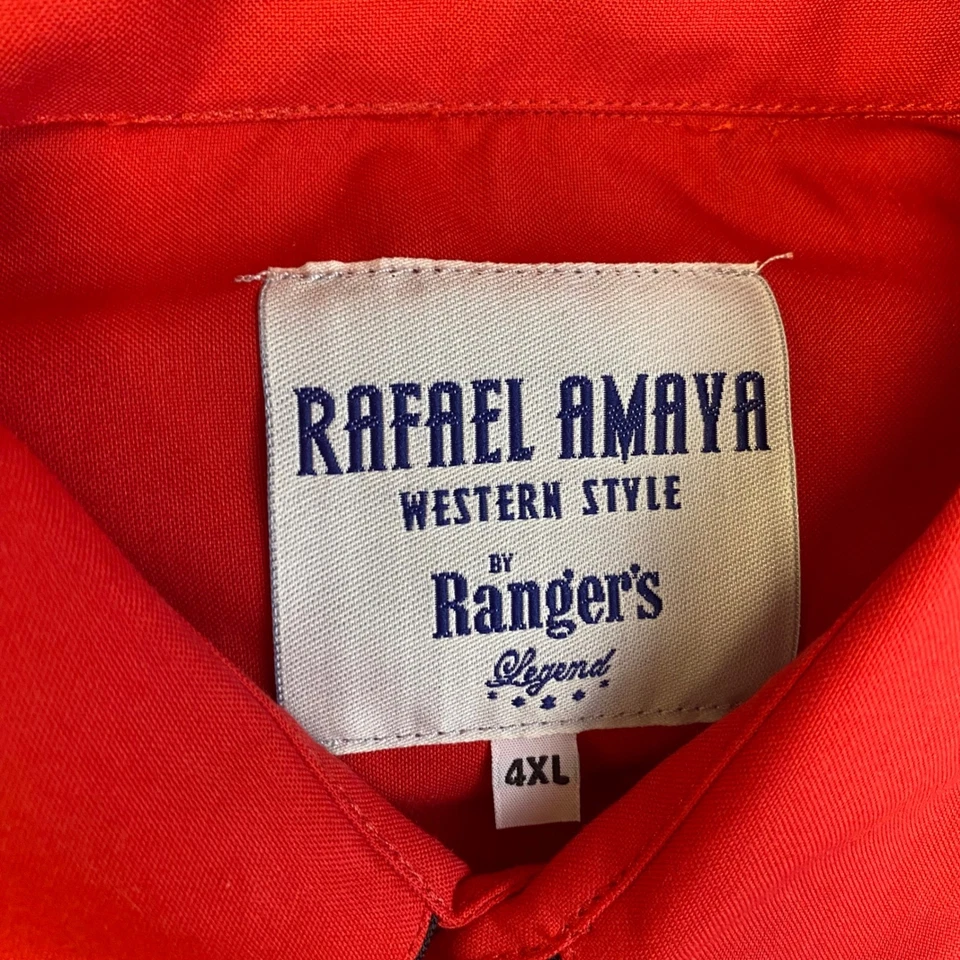 RAFAEL AMAYA
WESTERN STYLE
BY
Ranger's
Legend
4XL